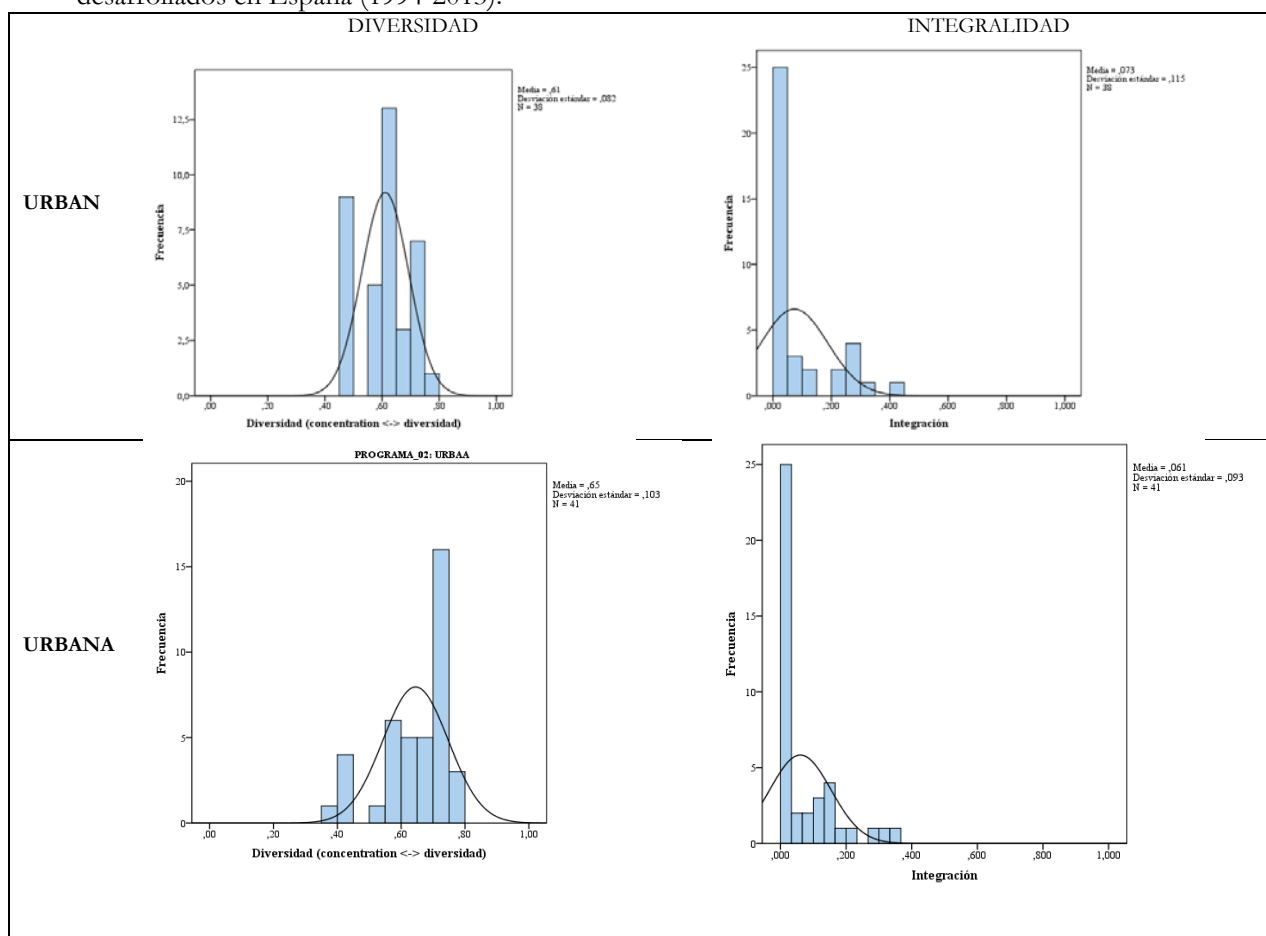 desarrollados en España (1994-2013).
DIVERSIDAD
INTEGRALIDAD
URBAN
Media = ,61
Desviación estándar = ,082
N = 38
Frecuencia
12,5
10,0
7,5
5,0
2,5
0,0
,00 ,20 ,40 ,60 ,80 1,00
Diversidad (concentration <-> diversidad)
Media = ,073
Desviación estándar = ,115
N = 38
Frecuencia
25
20
15
10
5
0
,000 ,200 ,400 ,600 ,800 1,000
Integración
URBANA
PROGRAMA_02: URBAA
Media = ,65
Desviación estándar = ,103
N = 41
Frecuencia
20
15
10
5
0
,00 ,20 ,40 ,60 ,80 1,00
Diversidad (concentration <-> diversidad)
Media = ,061
Desviación estándar = ,093
N = 41
Frecuencia
25
20
15
10
5
0
,000 ,200 ,400 ,600 ,800 1,000
Integración